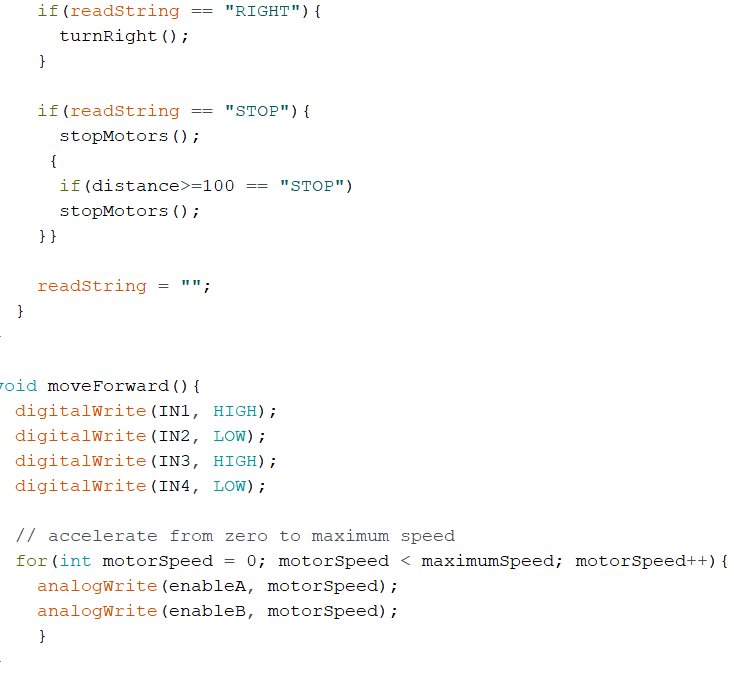 if(readString == "RIGHT"){
turnRight();
}
if(readString == "STOP"){
stopMotors();
{
if(distance>=100 == "STOP")
stopMotors();
}}
readString = "";
}
void moveForward(){
digitalWrite(IN1, HIGH);
digitalWrite(IN2, LOW);
digitalWrite(IN3, HIGH);
digitalWrite(IN4, LOW);
// accelerate from zero to maximum speed
for(int motorSpeed = 0; motorSpeed < maximumSpeed; motorSpeed++){
analogWrite(enableA, motorSpeed);
analogWrite(enableB, motorSpeed);
}